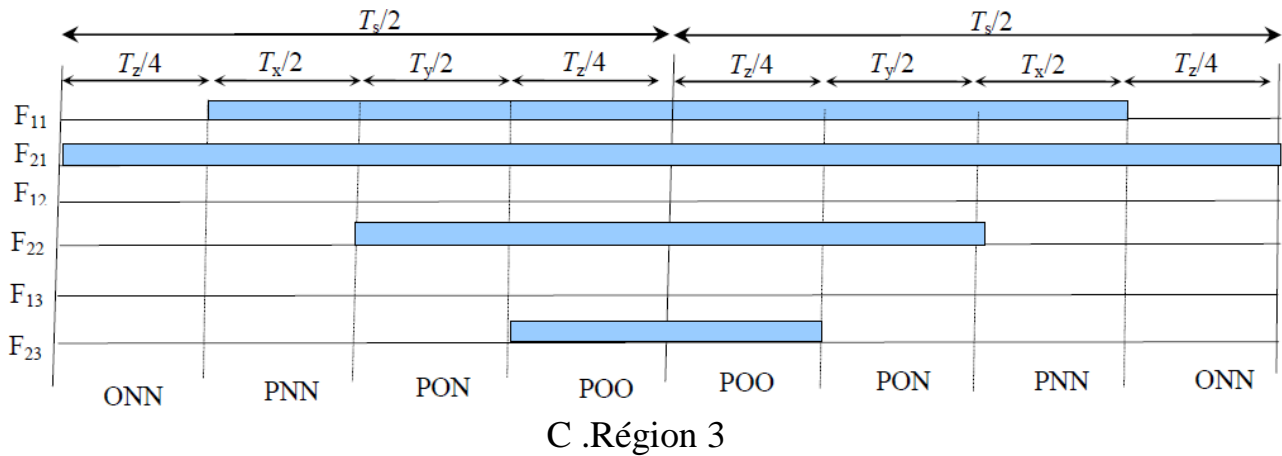 Ts/2 Ts/2
Tz/4 Tx/2 Ty/2 Tz/4 Tz/4 Ty/2 Tx/2 Tz/4
F11
F21
F12
F22
F13
F23
ONN PNN PON POO POO PON PNN ONN
C .Région 3